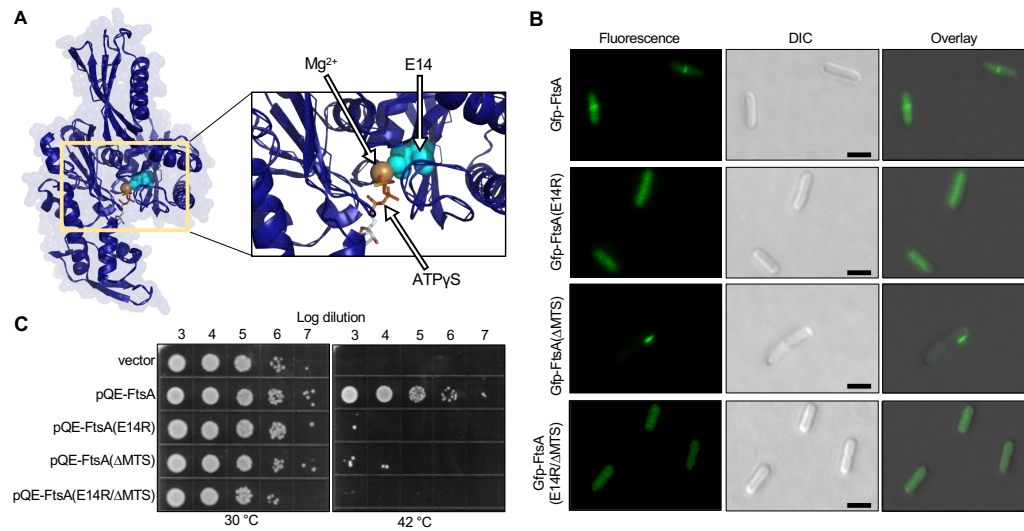 A
Mg²⁺
E14
ATPγS
B
Fluorescence DIC Overlay
Gfp-FtsA
Gfp-FtsA(E14R)
Gfp-FtsA(ΔMTS)
Gfp-FtsA
(E14R/ΔMTS)
C
Log dilution
3 4 5 6 7 3 4 5 6 7
vector
pQE-FtsA
pQE-FtsA(E14R)
pQE-FtsA(ΔMTS)
pQE-FtsA(E14R/ΔMTS)
30 °C 42 °C